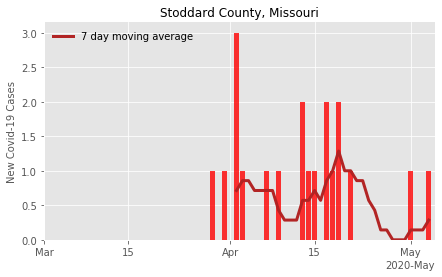 Stoddard County, Missouri
7 day moving average
New Covid-19 Cases
3.0
2.5
2.0
1.5
1.0
0.5
0.0
Mar 15 Apr 15 May
2020-May